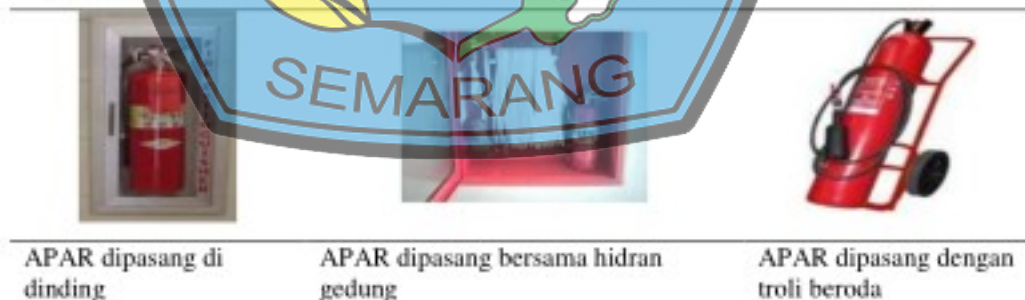 SEMARANG
APAR dipasang di
dinding
APAR dipasang bersama hidran
gedung
APAR dipasang dengan
troli beroda